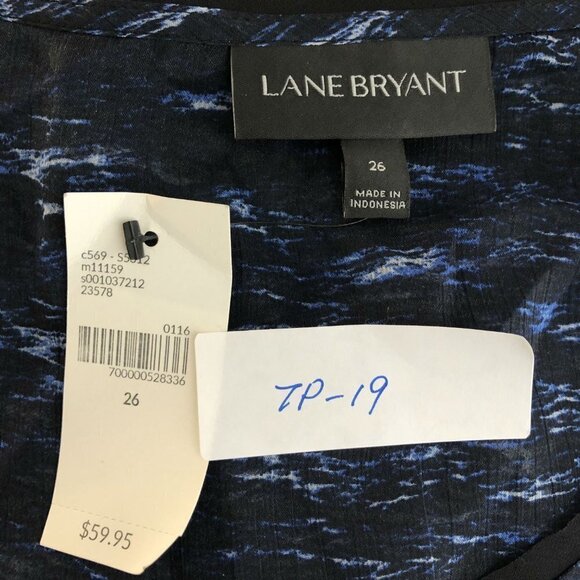 LANE BRYANT
26
MADE IN
INDONESIA
c569 - S5012
m11159
s001037212
23578
0116
700000528336
26
$59.95
TP-19